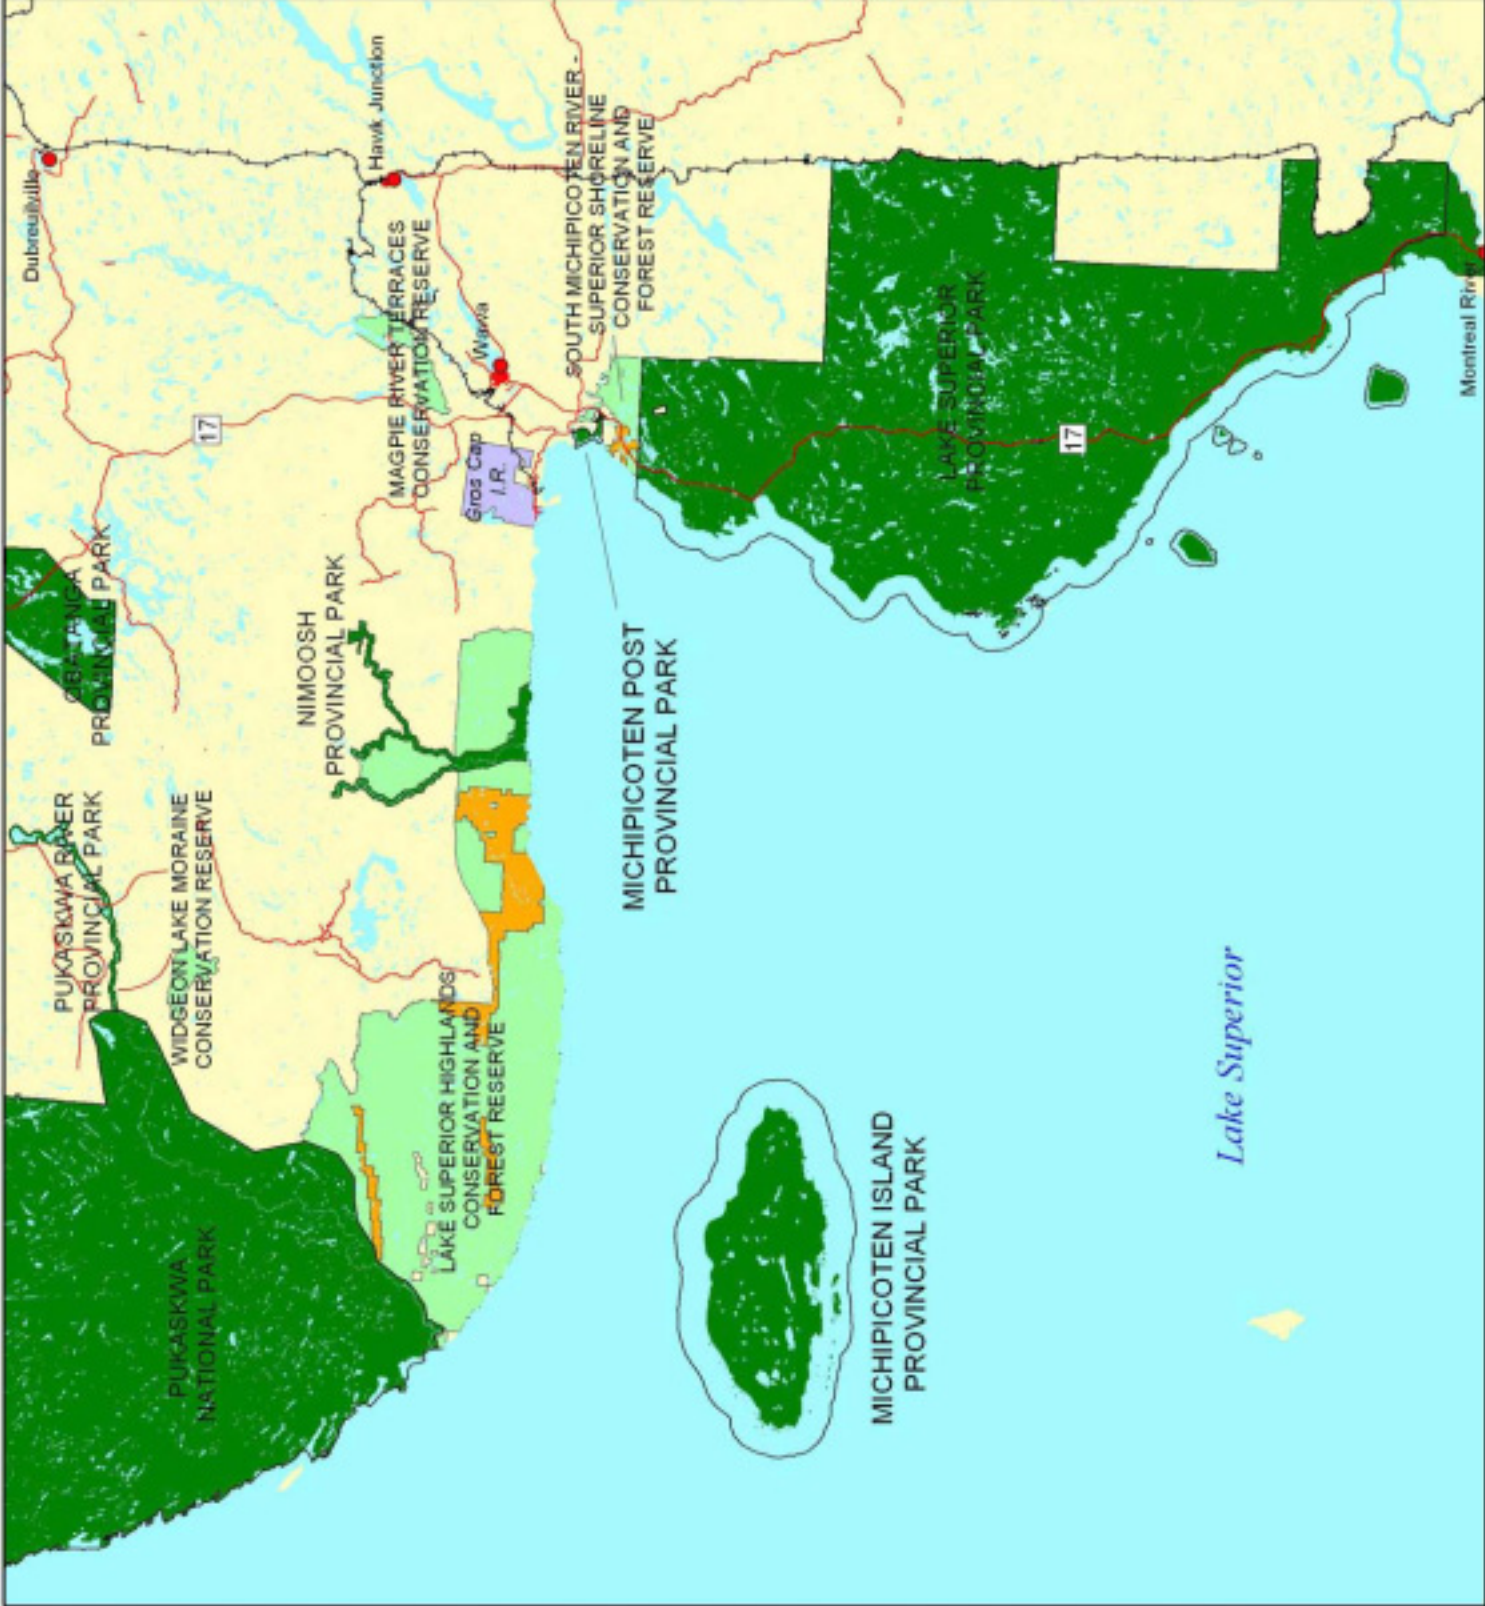 Dubreuilville
Hawk Junction
17
OBATANGA
PROVINCIAL PARK
MAGPIE RIVER TERRACES
CONSERVATION RESERVE
Wawa
Gros Cap
I.R.
SOUTH MICHIPICOTEN RIVER -
SUPERIOR SHORELINE
CONSERVATION AND
FOREST RESERVE
NIMOOSH
PROVINCIAL PARK
PUKASKWA RIVER
PROVINCIAL PARK
WIDGEON LAKE MORAINE
CONSERVATION RESERVE
LAKE SUPERIOR HIGHLANDS
CONSERVATION AND
FOREST RESERVE
PUKASKWA
NATIONAL PARK
MICHIPICOTEN POST
PROVINCIAL PARK
LAKE SUPERIOR
PROVINCIAL PARK
17
Montreal River
MICHIPICOTEN ISLAND
PROVINCIAL PARK
Lake Superior